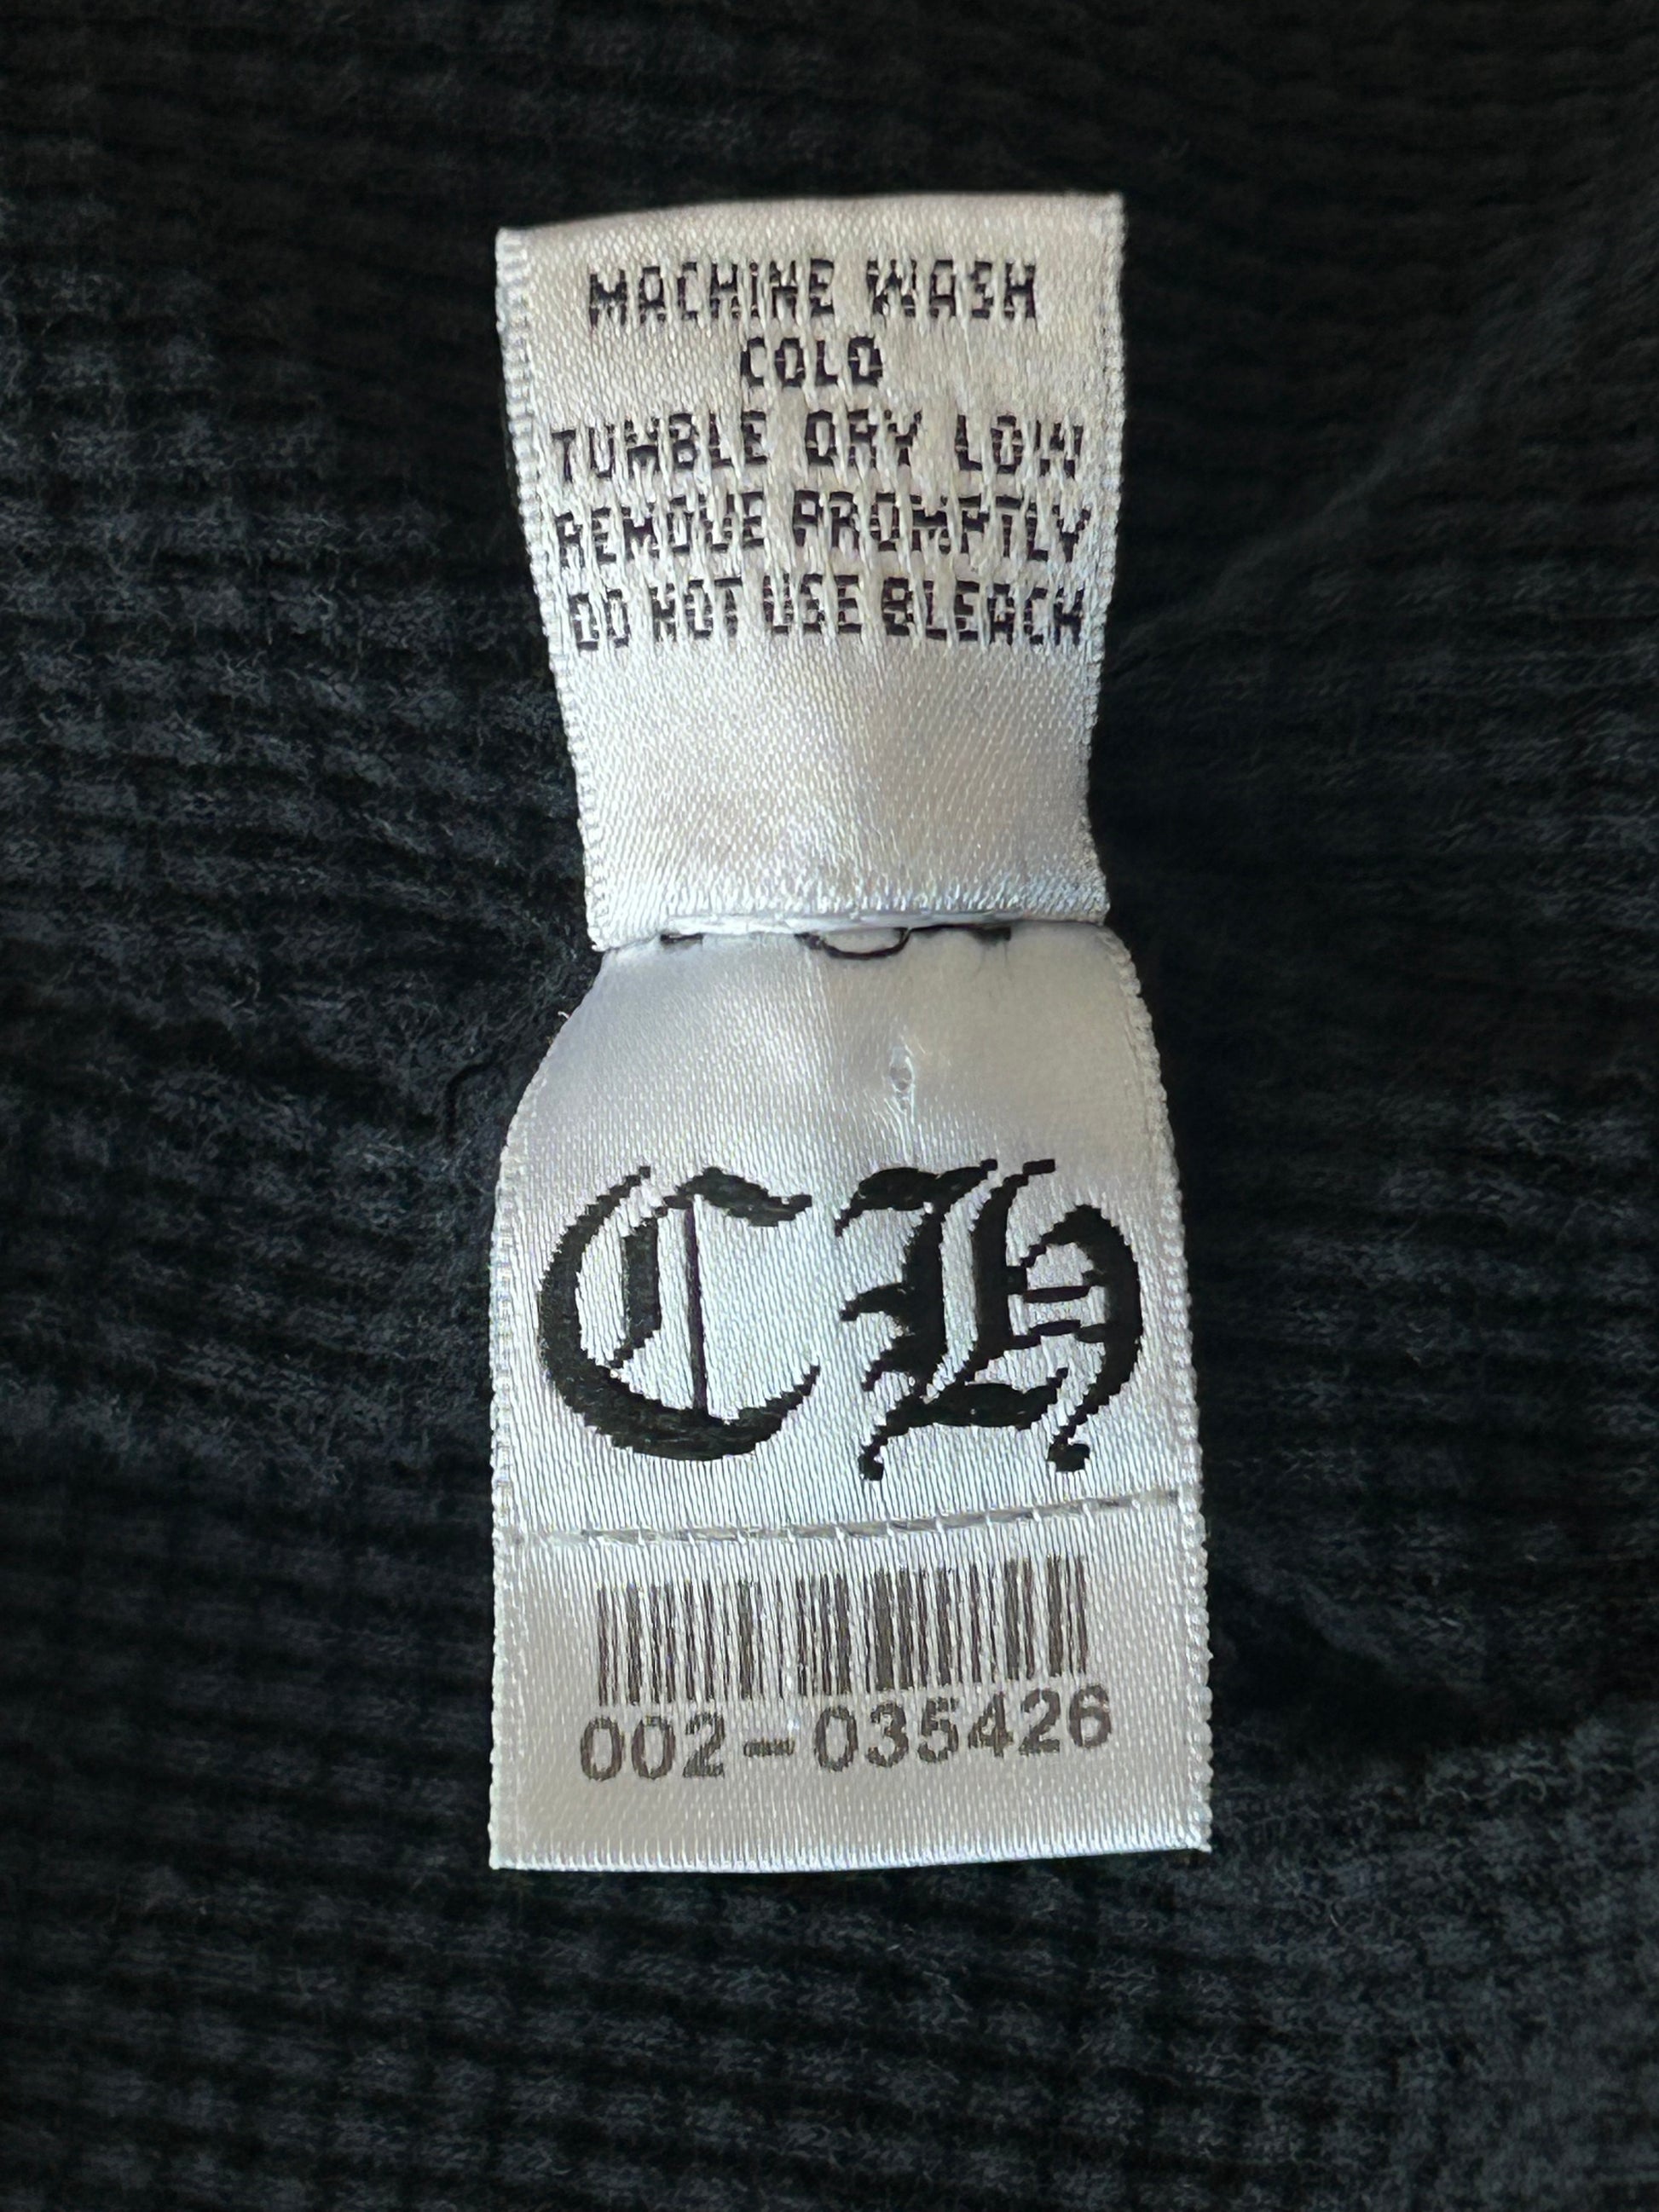 MACHINE WASH
COLD
TUMBLE DRY LOW
REMOVE PROMPTLY
DO NOT USE BLEACH
CH
002-035426